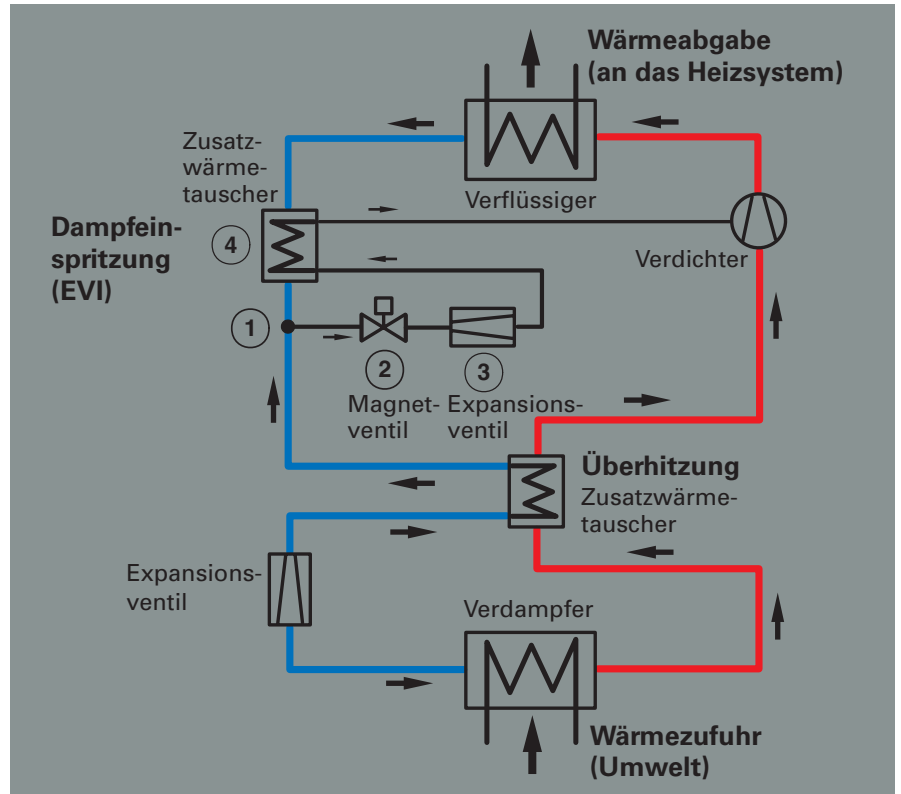 Wärmeabgabe
(an das Heizsystem)
Zusatz-
wärme-
tauscher
Verflüssiger
Dampfein-
spritzung
(EVI)
4
Verdichter
1
2
3
Magnet-
ventil
Expansions-
ventil
Überhitzung
Zusatzwärme-
tauscher
Expansions-
ventil
Verdampfer
Wärmezufuhr
(Umwelt)